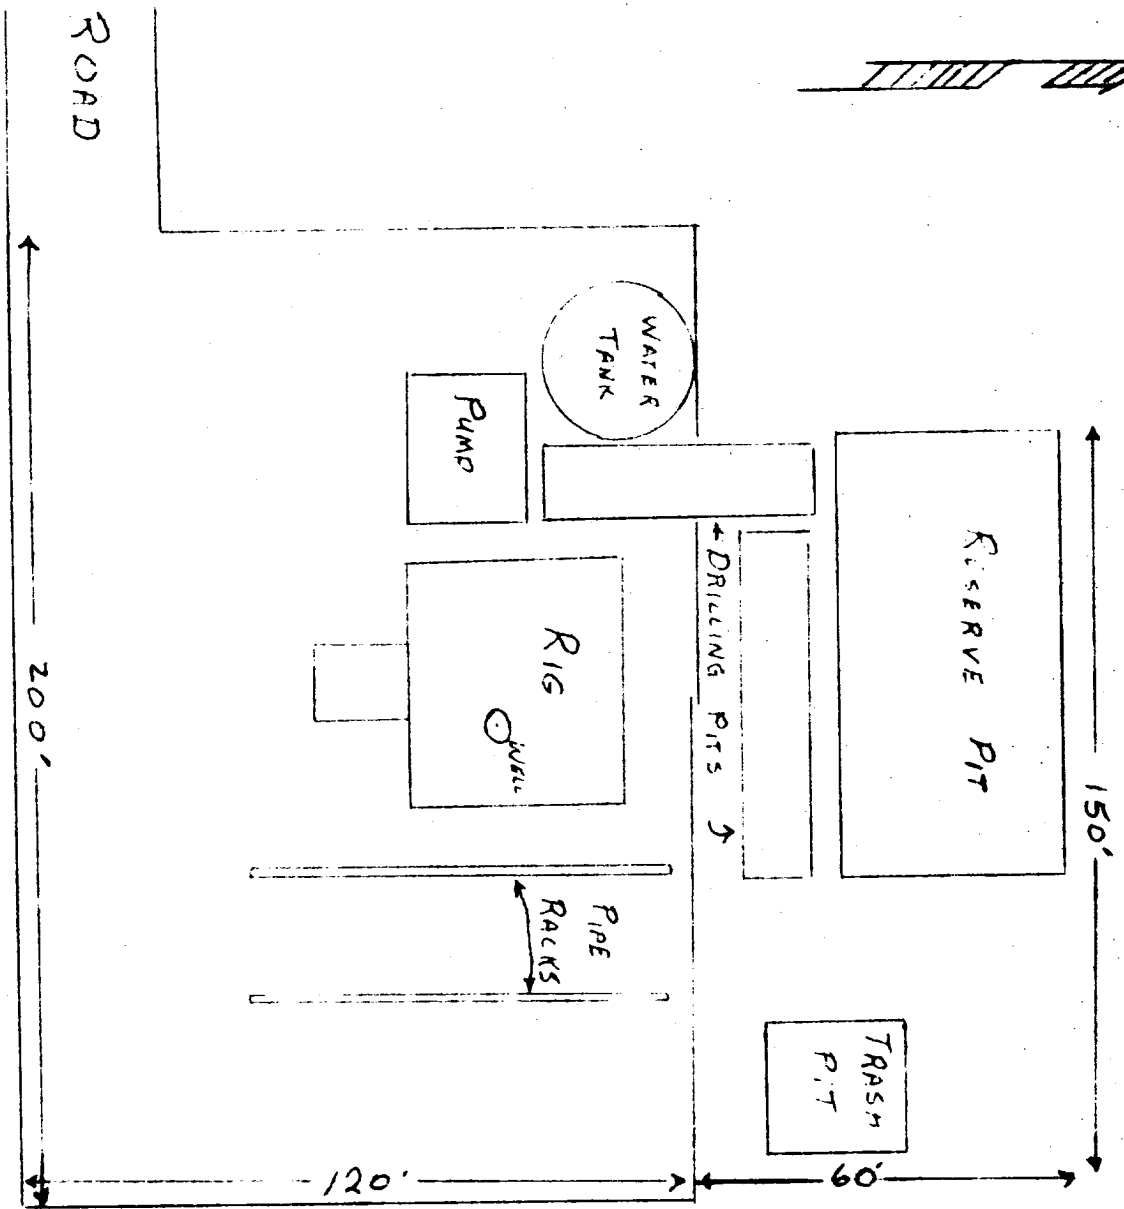 ROAD
WATER
TANK
PUMP
RESERVE PIT
← DRILLING PITS
RIG
WELL
200'
150'
PIPE
RACKS
TRASH
PIT
120'
60'